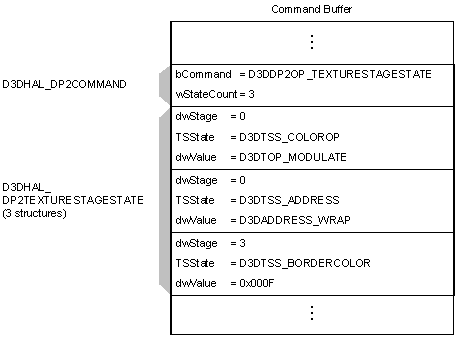 Command Buffer
D3DHAL_DP2COMMAND
bCommand = D3DDP2OP_TEXTURESTAGESTATE
wStateCount = 3
D3DHAL_
DP2TEXTURESTAGESTATE
(3 structures)
dwStage = 0
TSState = D3DTSS_COLOROP
dwValue = D3DTOP_MODULATE
dwStage = 0
TSState = D3DTSS_ADDRESS
dwValue = D3DADDRESS_WRAP
dwStage = 3
TSState = D3DTSS_BORDERCOLOR
dwValue = 0x000F